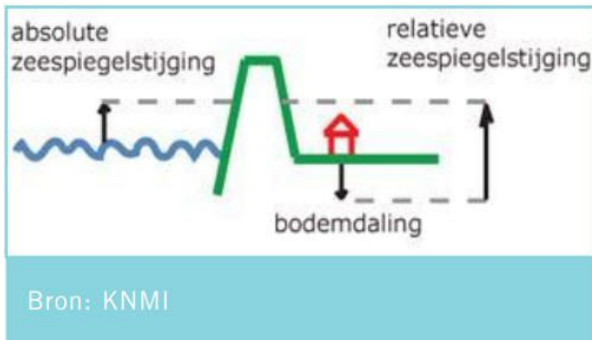 absolute
zeespiegelstijging
relatieve
zeespiegelstijging
bodemdaling
Bron: KNMI